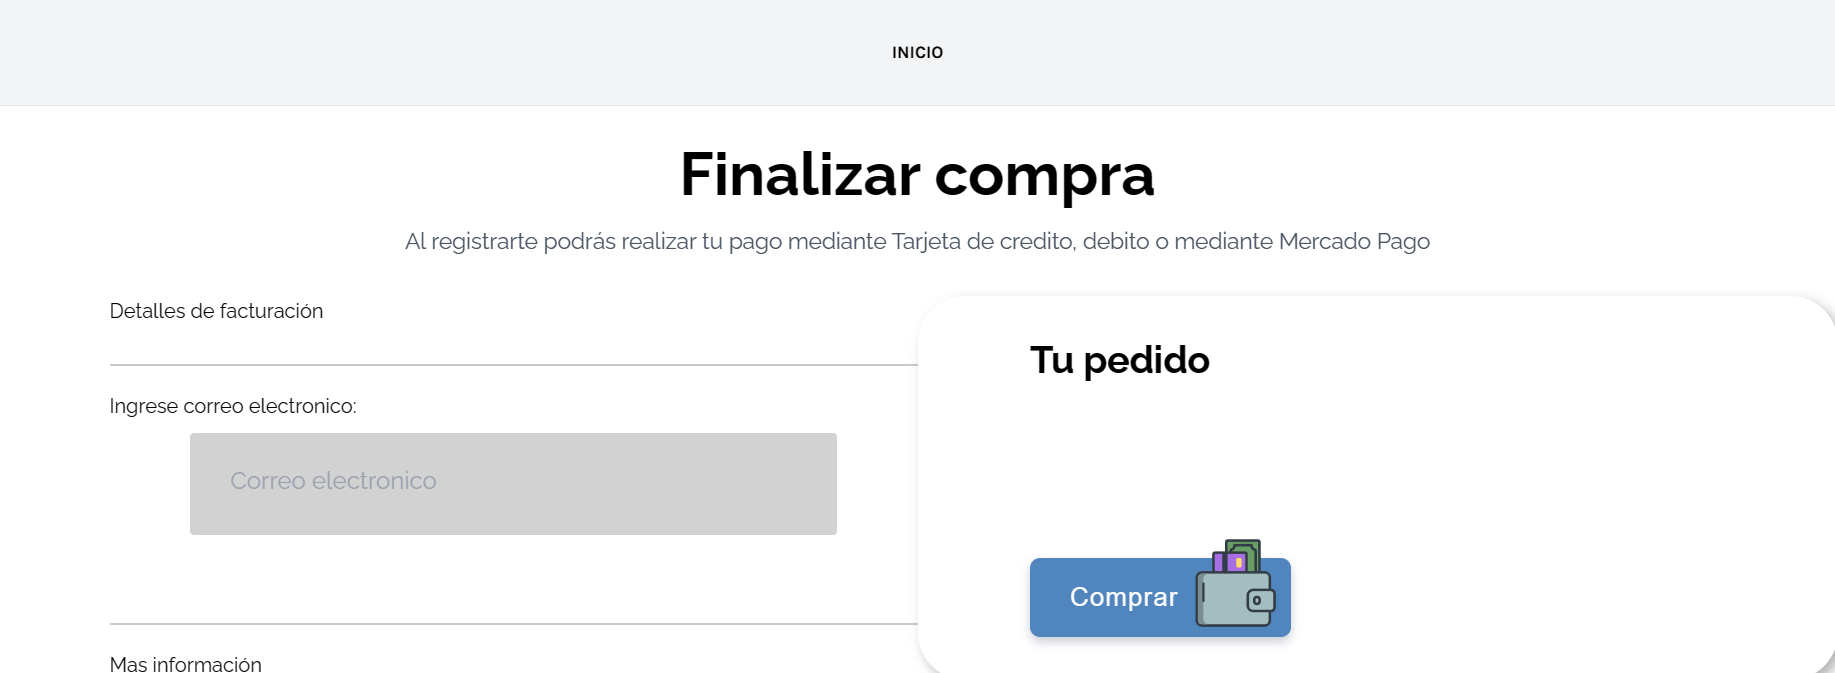 INICIO
Finalizar compra
Al registrarte podrás realizar tu pago mediante Tarjeta de credito, debito o mediante Mercado Pago
Detalles de facturación
Ingrese correo electronico:
Correo electronico
Mas información
Tu pedido
Comprar